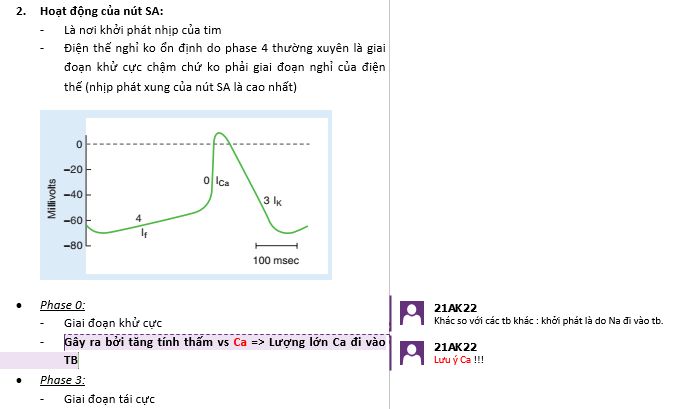 2. Hoạt động của nút SA:
- Là nơi khởi phát nhịp của tim
- Điện thế nghỉ ko ổn định do phase 4 thường xuyên là giai
đoạn khử cực chậm chứ ko phải giai đoạn nghỉ của điện
thế (nhịp phát xung của nút SA là cao nhất)
Millivolts
0
−20
−40
−60
−80
4
If
0 ICa
3 IK
100 msec
• Phase 0:
- Giai đoạn khử cực
- Gây ra bởi tăng tính thấm vs Ca => Lượng lớn Ca đi vào
TB
• Phase 3:
- Giai đoạn tái cực
21AK22
Khác so với các tb khác : khởi phát là do Na đi vào tb.
21AK22
Lưu ý Ca !!!